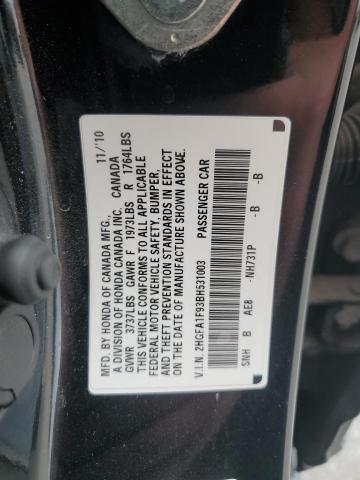 MFD. BY HONDA OF CANADA MFG., 11/'10
A DIVISION OF HONDA CANADA INC. CANADA
GVWR 3737LBS GAWR F 1973LBS R 1764LBS
THIS VEHICLE CONFORMS TO ALL APPLICABLE
FEDERAL MOTOR VEHICLE SAFETY, BUMPER,
AND THEFT PREVENTION STANDARDS IN EFFECT ON THE
DATE OF MANUFACTURE SHOWN ABOVE.
V.I.N. 2HGFA1F93BH531003 PASSENGER CAR
SNH B AE8 -NH731P -B -B